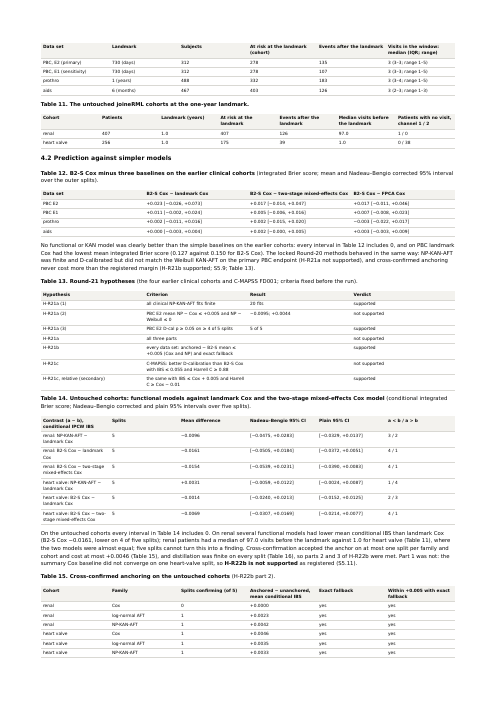 Data set | Landmark | Subjects | At risk at the landmark (cohort) | Events after the landmark | Visits in the window: median (IQR; range)
PBC, E2 (primary) | 730 (days) | 312 | 278 | 135 | 3 (3–3; range 1–5)
PBC, E1 (sensitivity) | 730 (days) | 312 | 278 | 107 | 3 (3–3; range 1–5)
prothro | 1 (years) | 488 | 332 | 183 | 3 (3–4; range 1–5)
aids | 6 (months) | 467 | 403 | 126 | 3 (2–3; range 1–3)
Table 11. The untouched joineRML cohorts at the one-year landmark.
Cohort | Patients | Landmark (years) | At risk at the landmark | Events after the landmark | Median visits before the landmark | Patients with no visit, channel 1 / 2
renal | 407 | 1.0 | 407 | 126 | 97.0 | 1 / 0
heart valve | 256 | 1.0 | 175 | 39 | 1.0 | 0 / 38
4.2 Prediction against simpler models
Table 12. B2-S Cox minus three baselines on the earlier clinical cohorts (integrated Brier score; mean and Nadeau–Bengio corrected 95% interval
over the outer splits).
Data set | B2-S Cox − landmark Cox | B2-S Cox − two-stage mixed-effects Cox | B2-S Cox − FPCA Cox
PBC E2 | +0.023 [−0.026, +0.073] | +0.017 [−0.014, +0.047] | +0.017 [−0.011, +0.046]
PBC E1 | +0.011 [−0.002, +0.024] | +0.005 [−0.006, +0.016] | +0.007 [−0.008, +0.023]
prothro | +0.002 [−0.011, +0.016] | +0.002 [−0.015, +0.020] | −0.003 [−0.022, +0.017]
aids | +0.000 [−0.003, +0.004] | +0.000 [−0.002, +0.002] | +0.003 [−0.003, +0.009]
No functional or KAN model was clearly better than the simple baselines on the earlier cohorts: every interval in Table 12 includes 0, and on PBC landmark
Cox had the lowest mean integrated Brier score (0.127 against 0.150 for B2-S Cox). The locked Round-20 methods behaved in the same way: NP-KAN-AFT
was finite and D-calibrated but did not match the Weibull KAN-AFT on the primary PBC endpoint (H-R21a not supported), and cross-confirmed anchoring
never cost more than the registered margin (H-R21b supported; S5.9; Table 13).
Table 13. Round-21 hypotheses (the four earlier clinical cohorts and C-MAPSS FD001; criteria fixed before the run).
Hypothesis | Criterion | Result | Verdict
H-R21a (1) | all clinical NP-KAN-AFT fits finite | 20 fits | supported
H-R21a (2) | PBC E2 mean NP − Cox ≤ +0.005 and NP − Weibull ≤ 0 | −0.0095; +0.0044 | not supported
H-R21a (3) | PBC E2 D-cal p ≥ 0.05 on ≥ 4 of 5 splits | 5 of 5 | supported
H-R21a | all three parts | | not supported
H-R21b | every data set: anchored − B2-S mean ≤ +0.005 (Cox and NP) and exact fallback | | supported
H-R21c | C-MAPSS: better D-calibration than B2-S Cox with IBS ≤ 0.055 and Harrell C ≥ 0.88 | | not supported
H-R21c, relative (secondary) | the same with IBS ≤ Cox + 0.005 and Harrell C ≥ Cox − 0.01 | | supported
Table 14. Untouched cohorts: functional models against landmark Cox and the two-stage mixed-effects Cox model (conditional integrated
Brier score; Nadeau–Bengio corrected and plain 95% intervals over five splits).
Contrast (a − b), conditional IPCW IBS | Splits | Mean difference | Nadeau–Bengio 95% CI | Plain 95% CI | a < b / a > b
renal: NP-KAN-AFT − landmark Cox | 5 | −0.0096 | [−0.0475, +0.0283] | [−0.0329, +0.0137] | 3 / 2
renal: B2-S Cox − landmark Cox | 5 | −0.0161 | [−0.0505, +0.0184] | [−0.0372, +0.0051] | 4 / 1
renal: B2-S Cox − two-stage mixed-effects Cox | 5 | −0.0154 | [−0.0539, +0.0231] | [−0.0390, +0.0083] | 4 / 1
heart valve: NP-KAN-AFT − landmark Cox | 5 | +0.0031 | [−0.0059, +0.0122] | [−0.0024, +0.0087] | 1 / 4
heart valve: B2-S Cox − landmark Cox | 5 | −0.0014 | [−0.0240, +0.0213] | [−0.0152, +0.0125] | 2 / 3
heart valve: B2-S Cox − two-stage mixed-effects Cox | 5 | −0.0069 | [−0.0307, +0.0169] | [−0.0214, +0.0077] | 4 / 1
On the untouched cohorts every interval in Table 14 includes 0. On renal several functional models had lower mean conditional IBS than landmark Cox
(B2-S Cox −0.0161, lower on 4 of five splits); renal patients had a median of 97.0 visits before the landmark against 1.0 for heart valve (Table 11), where
the two models were almost equal; five splits cannot turn this into a finding. Cross-confirmation accepted the anchor on at most one split per family and
cohort and cost at most +0.0046 (Table 15), and distillation was finite on every split (Table 16), so parts 2 and 3 of H-R22b were met. Part 1 was not: the
summary Cox baseline did not converge on one heart-valve split, so H-R22b is not supported as registered (S5.11).
Table 15. Cross-confirmed anchoring on the untouched cohorts (H-R22b part 2).
Cohort | Family | Splits confirming (of 5) | Anchored − unanchored, mean conditional IBS | Exact fallback | Within +0.005 with exact fallback
renal | Cox | 0 | +0.0000 | yes | yes
renal | log-normal AFT | 1 | +0.0023 | yes | yes
renal | NP-KAN-AFT | 1 | +0.0042 | yes | yes
heart valve | Cox | 1 | +0.0046 | yes | yes
heart valve | log-normal AFT | 1 | +0.0035 | yes | yes
heart valve | NP-KAN-AFT | 1 | +0.0033 | yes | yes